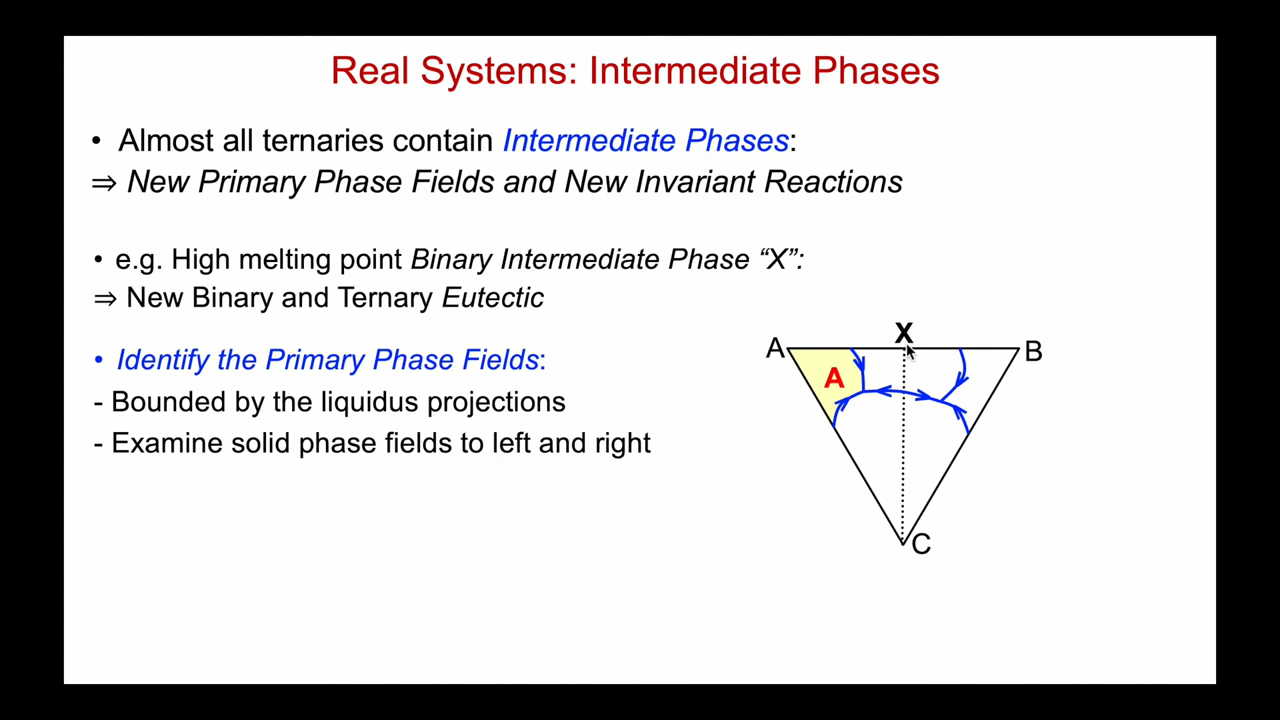 Real Systems: Intermediate Phases
• Almost all ternaries contain Intermediate Phases:
⇒ New Primary Phase Fields and New Invariant Reactions
• e.g. High melting point Binary Intermediate Phase “X”:
⇒ New Binary and Ternary Eutectic
• Identify the Primary Phase Fields:
- Bounded by the liquidus projections
- Examine solid phase fields to left and right
X
A
B
A
C